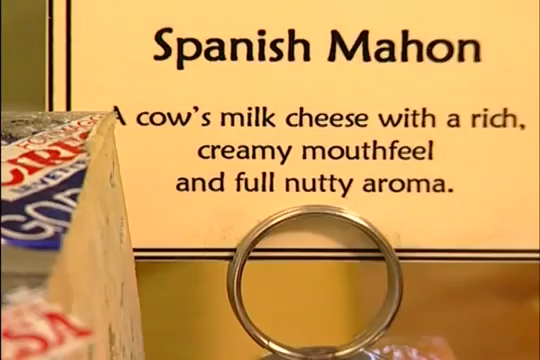 Spanish Mahon
A cow's milk cheese with a rich,
creamy mouthfeel
and full nutty aroma.